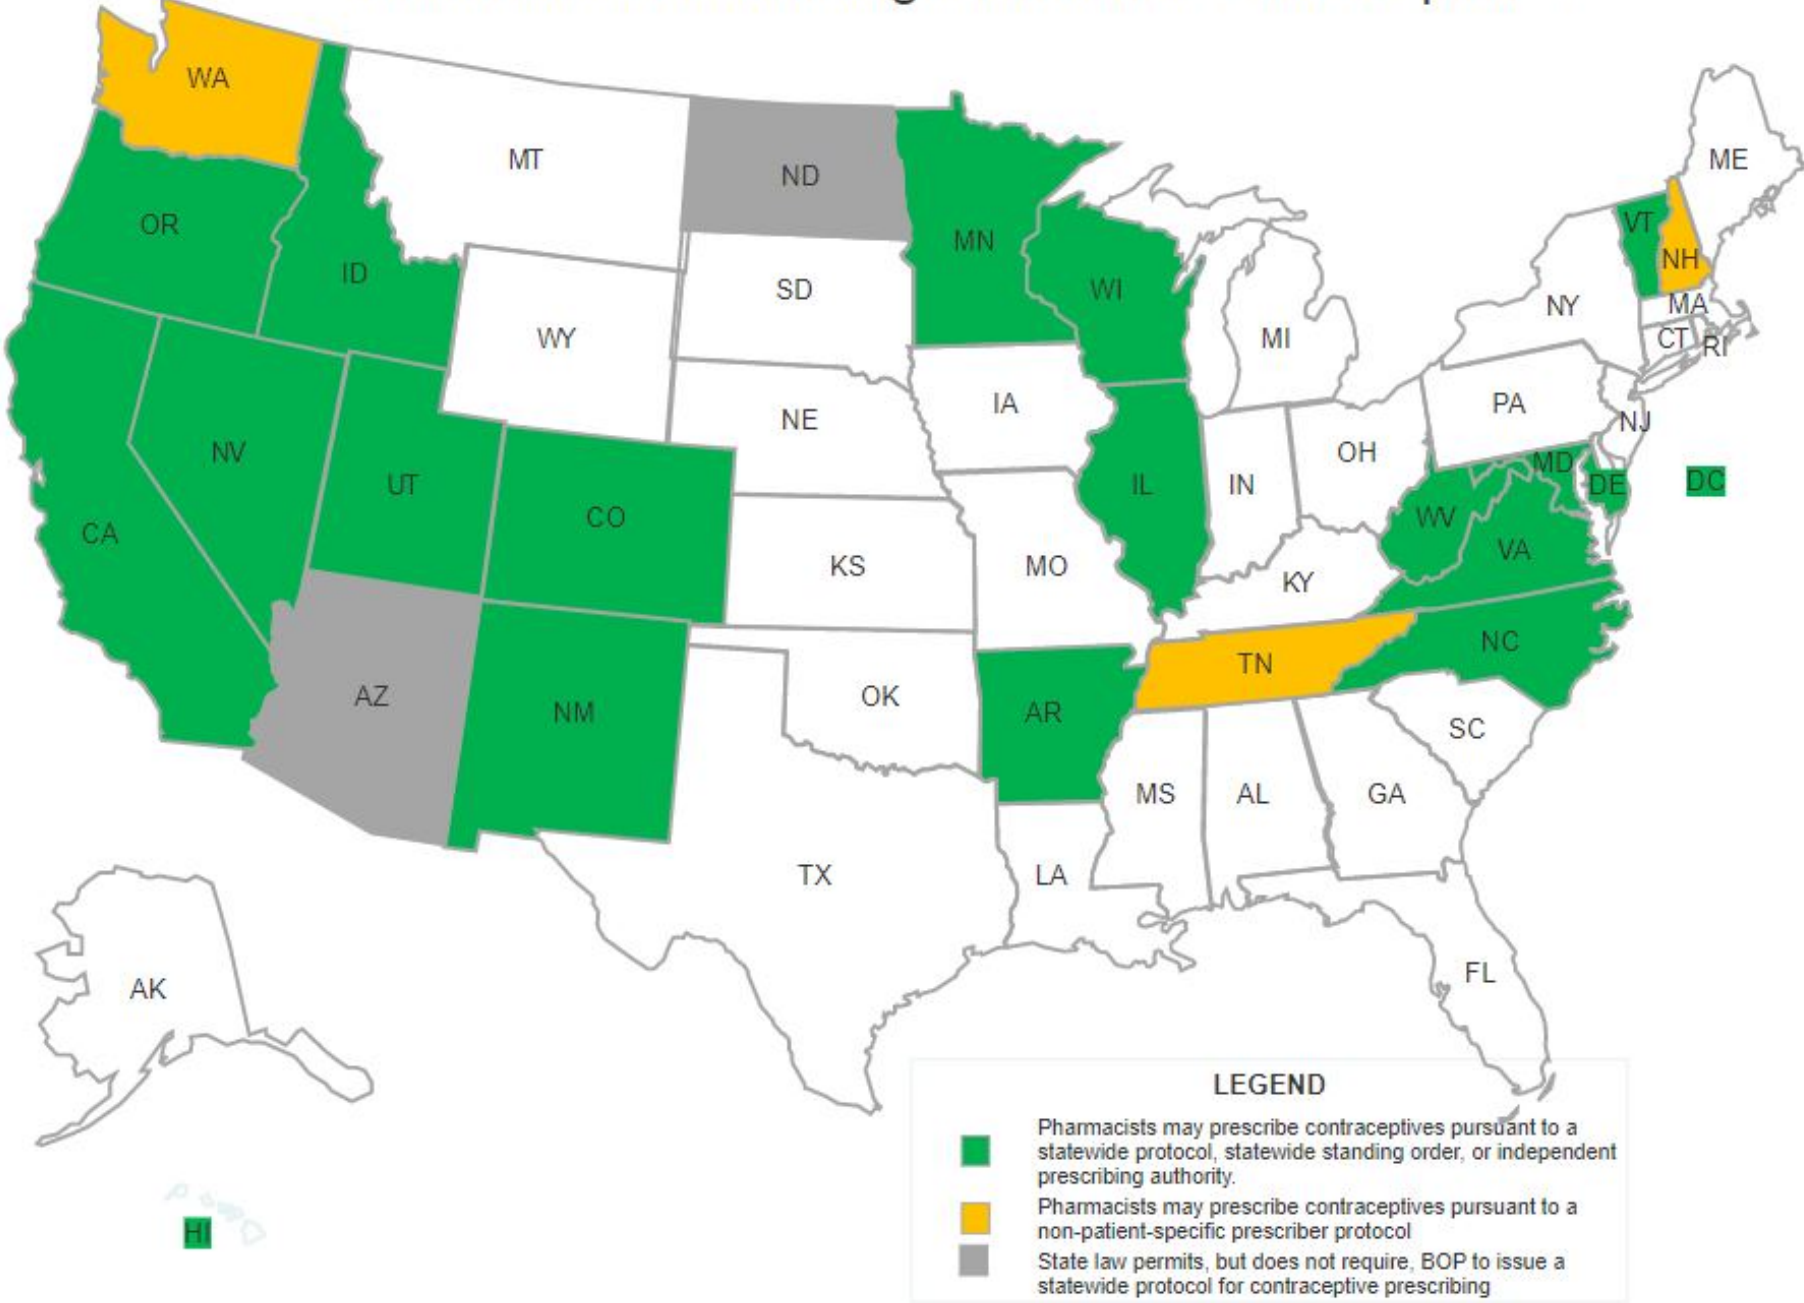 WA
MT
ND
ME
OR
MN
VT
ID
NH
SD
WI
NY
MA
WY
MI
CT
RI
IA
PA
NE
NJ
NV
OH
MD
UT
IL
IN
DE
DC
CO
WV
CA
VA
KS
MO
KY
NC
TN
AZ
OK
NM
AR
SC
MS
AL
GA
TX
LA
FL
AK
HI
LEGEND
Pharmacists may prescribe contraceptives pursuant to a
statewide protocol, statewide standing order, or independent
prescribing authority.
Pharmacists may prescribe contraceptives pursuant to a
non-patient-specific prescriber protocol
State law permits, but does not require, BOP to issue a
statewide protocol for contraceptive prescribing